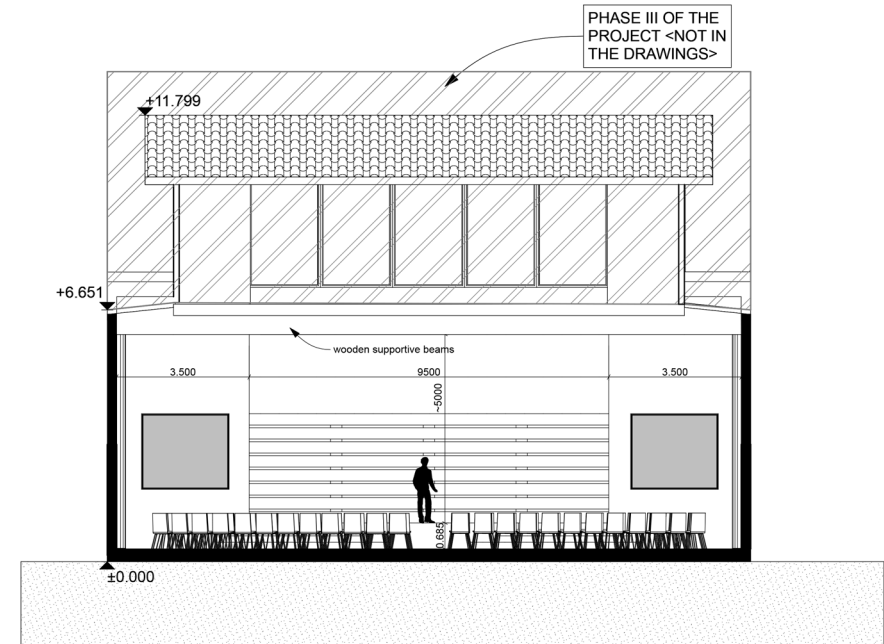 PHASE III OF THE
PROJECT <NOT IN
THE DRAWINGS>
+11.799
+6.651
wooden supportive beams
3.500
9500
3.500
~5000
0.685
±0.000